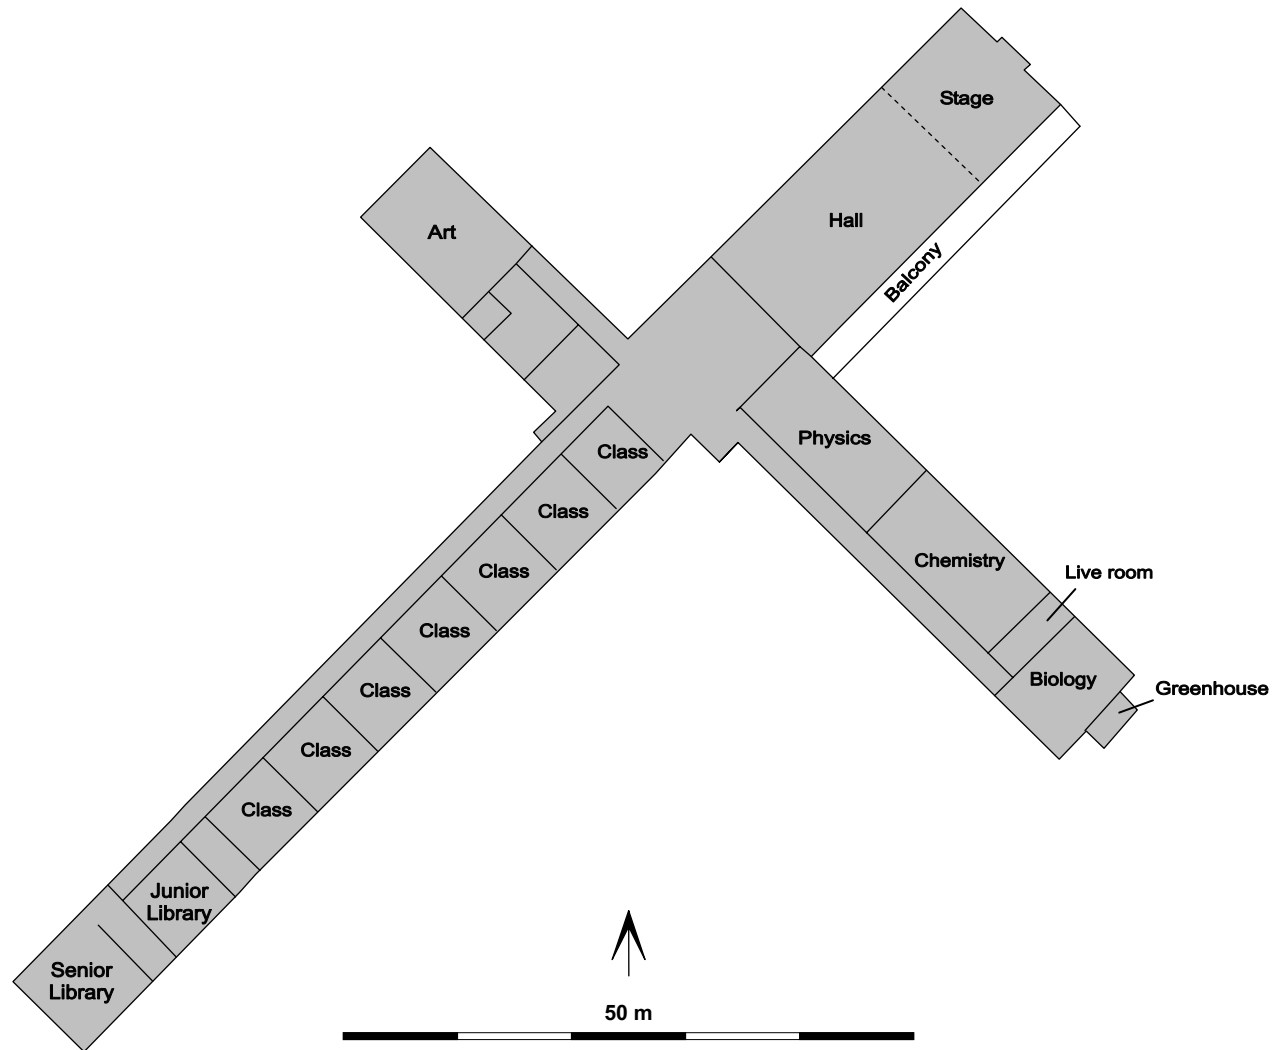 Stage
Hall
Art
Balcony
Physics
Class
Class
Chemistry
Live room
Class
Class
Biology
Greenhouse
Class
Class
Class
Junior
Library
Senior
Library
50 m